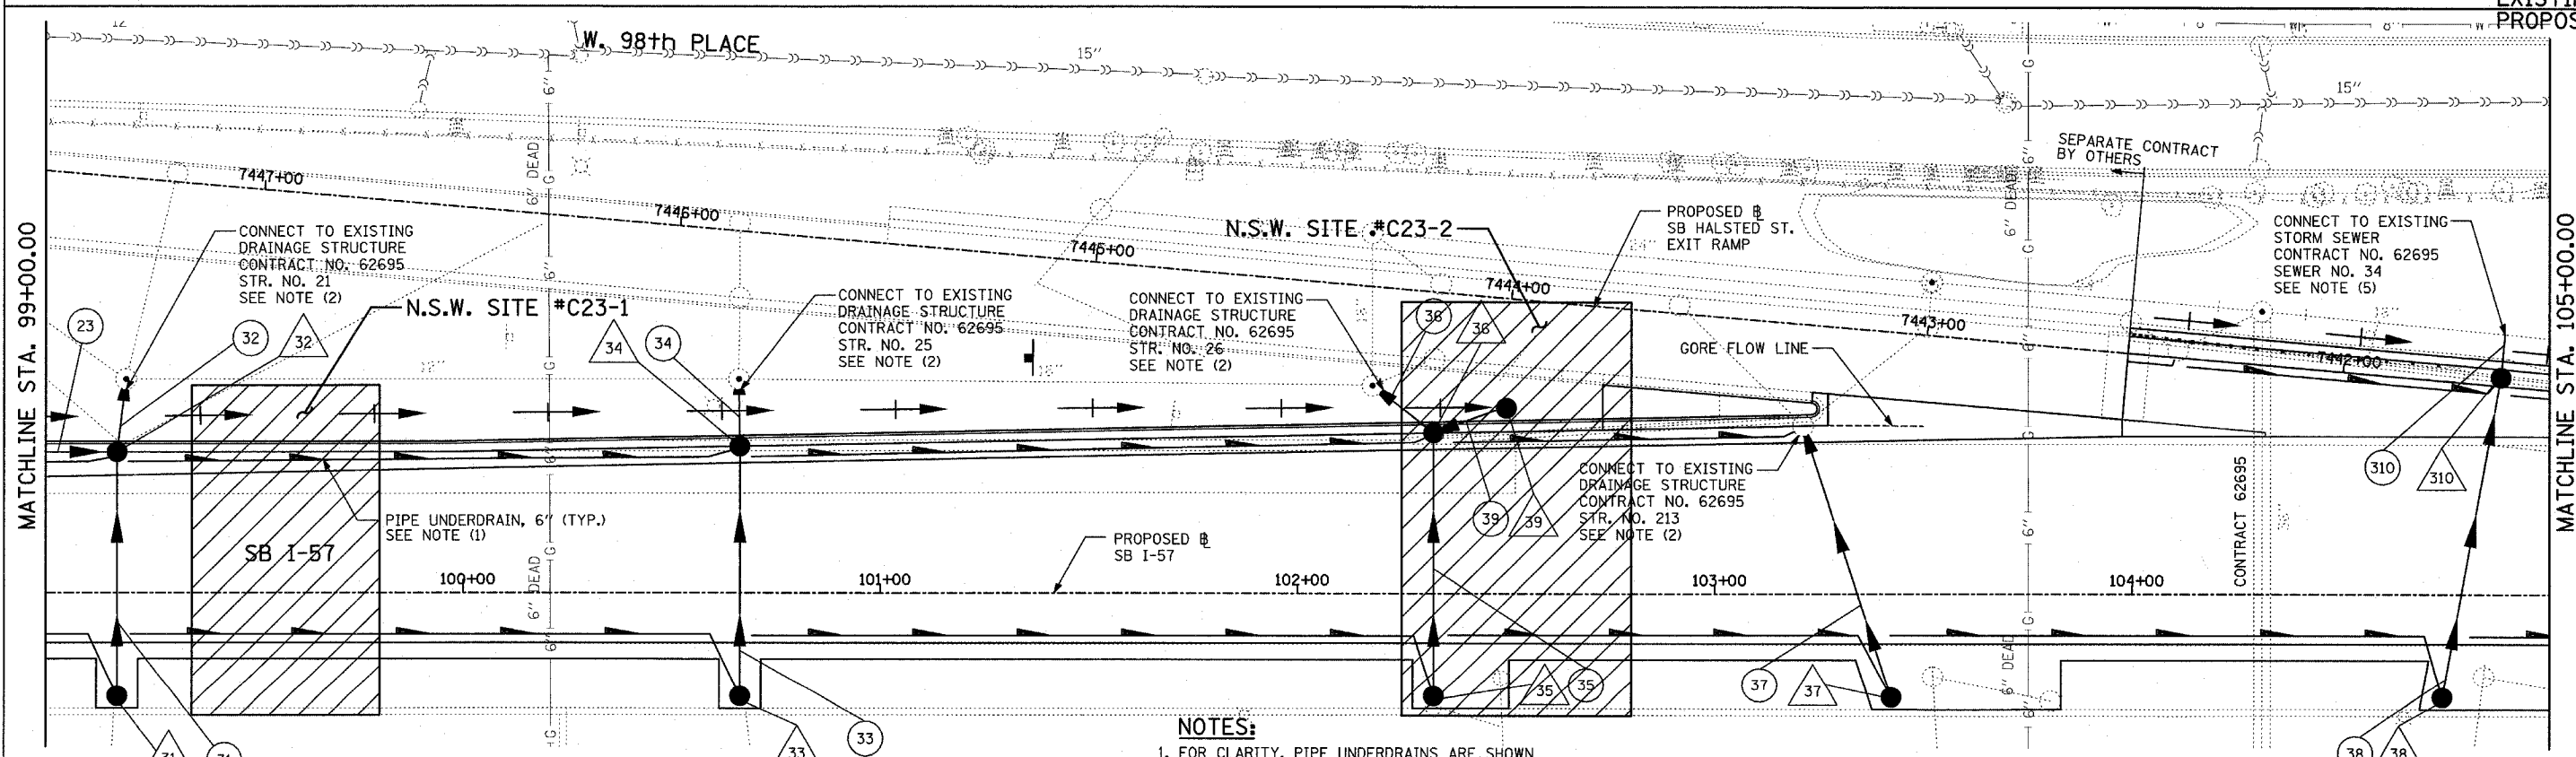 EXISTIN
PROPOS
12
W. 98th PLACE
15"
15"
6"
6"
6" DEAD
6" DEAD
SEPARATE CONTRACT
BY OTHERS
7447+00
7446+00
7445+00
7444+00
7443+00
7442+00
MATCHLINE STA. 99+00.00
MATCHLINE STA. 105+00.00
CONNECT TO EXISTING
DRAINAGE STRUCTURE
CONTRACT NO. 62695
STR. NO. 21
SEE NOTE (2)
N.S.W. SITE #C23-1
CONNECT TO EXISTING
DRAINAGE STRUCTURE
CONTRACT NO. 62695
STR. NO. 25
SEE NOTE (2)
CONNECT TO EXISTING
DRAINAGE STRUCTURE
CONTRACT NO. 62695
STR. NO. 26
SEE NOTE (2)
N.S.W. SITE #C23-2
PROPOSED ℄
SB HALSTED ST.
EXIT RAMP
CONNECT TO EXISTING
STORM SEWER
CONTRACT NO. 62695
SEWER NO. 34
SEE NOTE (5)
GORE FLOW LINE
23
32
32
34
34
36
36
39
39
310
310
CONNECT TO EXISTING
DRAINAGE STRUCTURE
CONTRACT NO. 62695
STR. NO. 213
SEE NOTE (2)
PIPE UNDERDRAIN, 6" (TYP.)
SEE NOTE (1)
SB I-57
PROPOSED ℄
SB I-57
CONTRACT 62695
100+00
101+00
102+00
103+00
104+00
6" DEAD
6" DEAD
35
35
37
37
31
31
33
33
38
38
NOTES:
1. FOR CLARITY, PIPE UNDERDRAINS ARE SHOWN